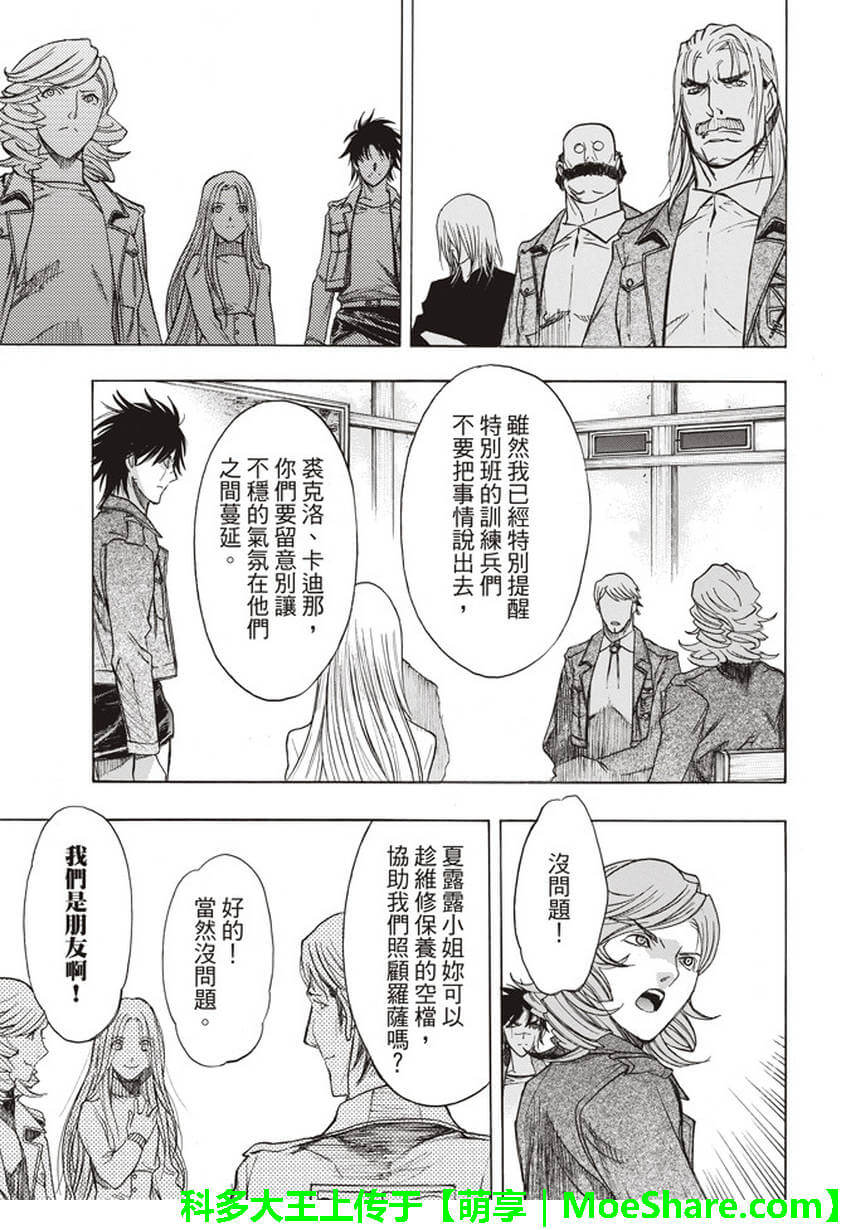 雖然我已經特別提醒
特別班的訓練兵們
不要把事情說出去，
裘克洛、卡迪那，
你們要留意別讓
不穩的氣氛在他們
之間蔓延。
沒問題！
夏露露小姐妳可以
趁維修保養的空檔，
協助我們照顧羅薩嗎？
好的！
當然沒問題。
我們是朋友啊！
科多大王上传于【萌享｜MoeShare.com】